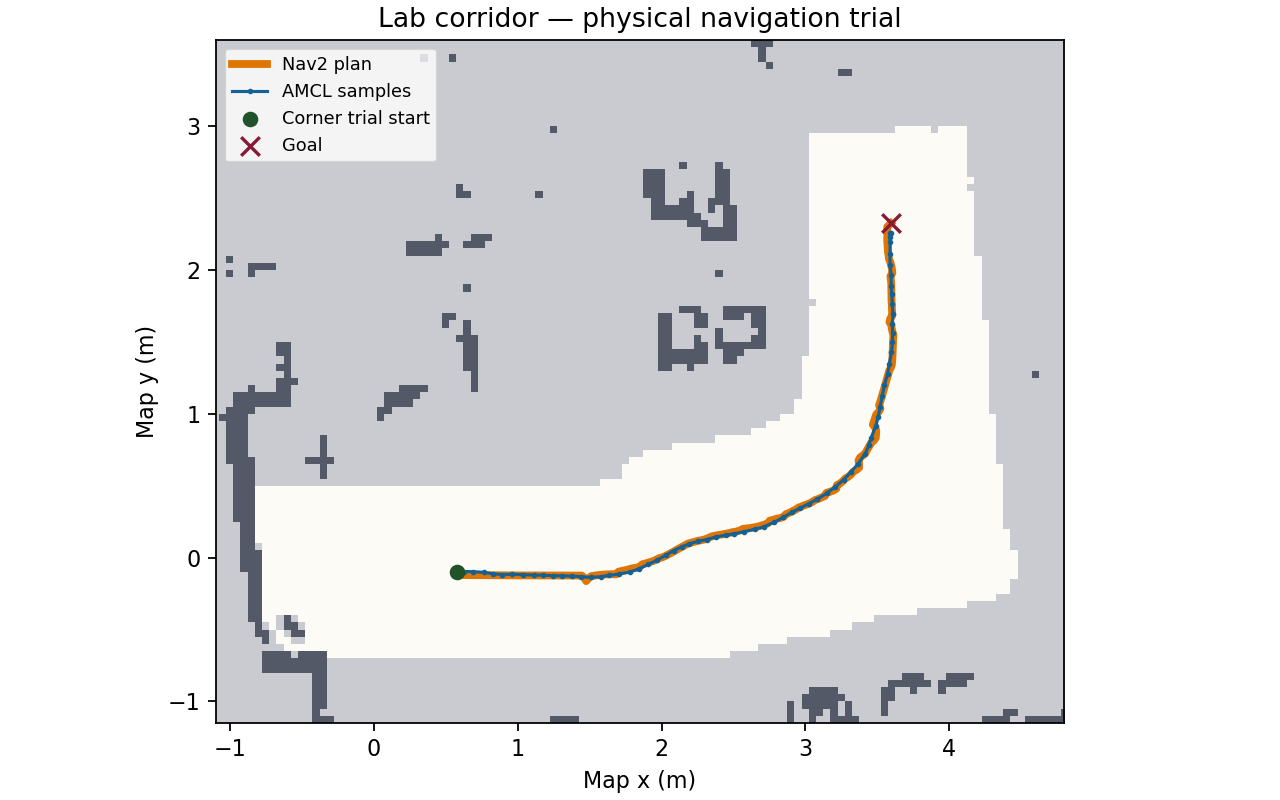 Lab corridor — physical navigation trial
Nav2 plan
AMCL samples
Corner trial start
Goal
Map y (m)
3
2
1
0
−1
−1 0 1 2 3 4
Map x (m)